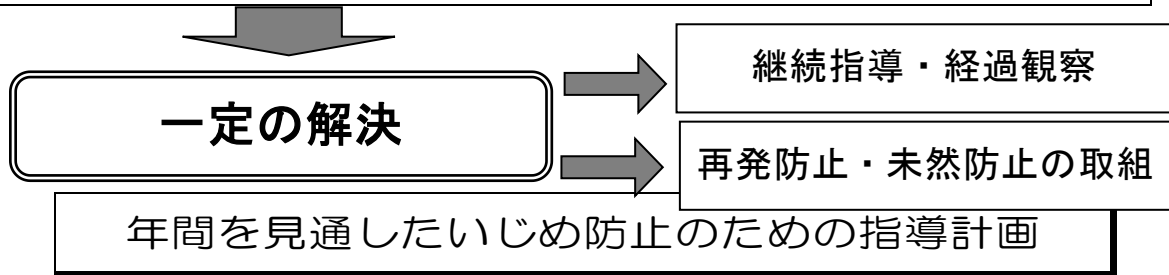 継続指導・経過観察
一定の解決
再発防止・未然防止の取組
年間を見通したいじめ防止のための指導計画